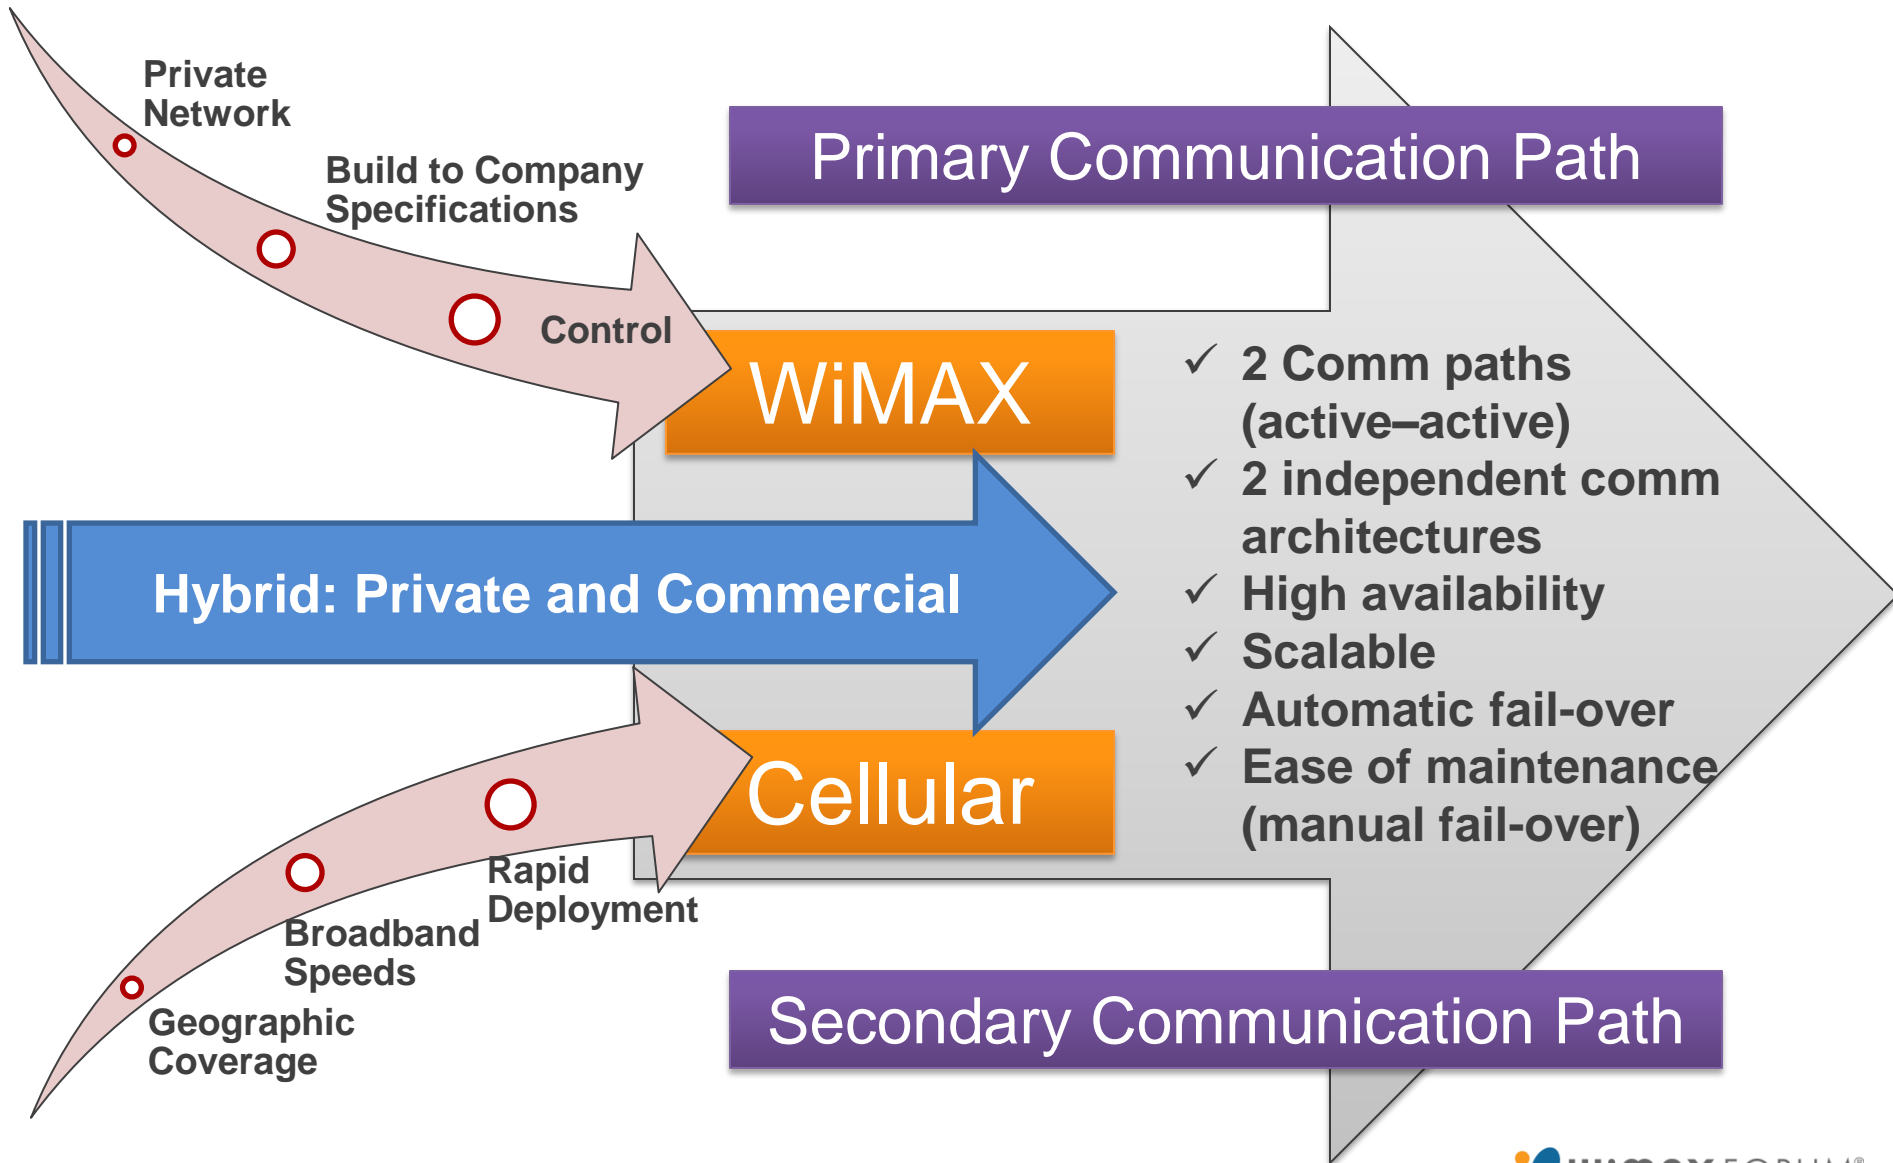 Private
Network
Build to Company
Specifications
Control
Primary Communication Path
WiMAX
Hybrid: Private and Commercial
Cellular
✓ 2 Comm paths
(active–active)
✓ 2 independent comm
architectures
✓ High availability
✓ Scalable
✓ Automatic fail-over
✓ Ease of maintenance
(manual fail-over)
Rapid
Deployment
Broadband
Speeds
Geographic
Coverage
Secondary Communication Path
WiMAX FORUM®